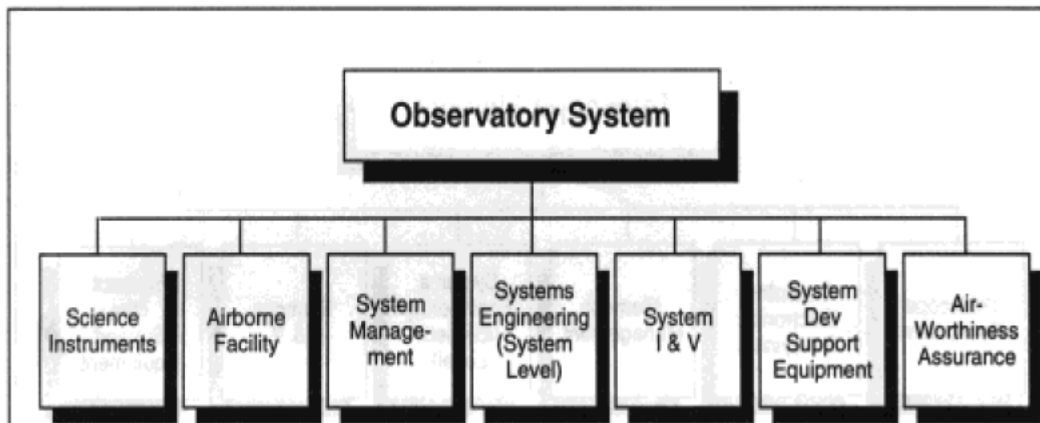 Observatory System
Science
Instruments
Airborne
Facility
System
Manage-
ment
Systems
Engineering
(System
Level)
System
I & V
System
Dev
Support
Equipment
Air-
Worthiness
Assurance